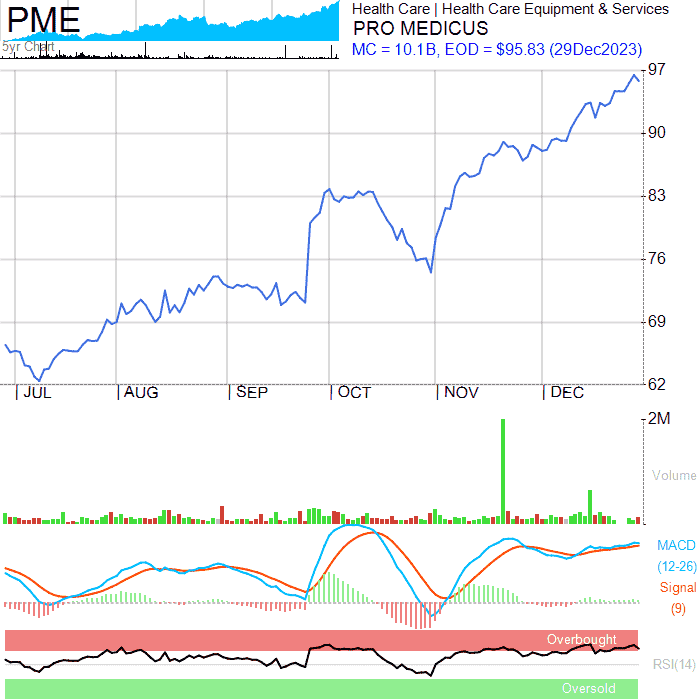 PME
5yr Chart
Health Care | Health Care Equipment & Services
PRO MEDICUS
MC = 10.1B, EOD = $95.83 (29Dec2023)
97
90
83
76
69
62
JUL
AUG
SEP
OCT
NOV
DEC
2M
Volume
MACD
(12-26)
Signal
(9)
Overbought
RSI(14)
Oversold